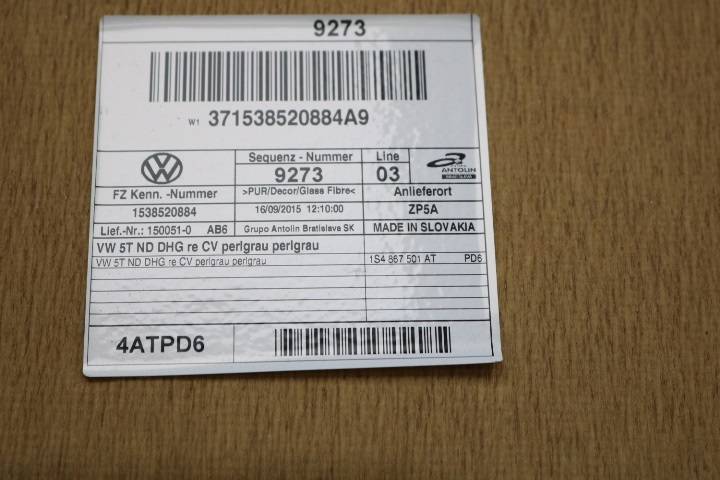 9273
W1 371538520884A9
Sequenz - Nummer Line
9273 03 ANTOLIN
FZ Kenn. -Nummer >PUR/Decor/Glass Fibre< Anlieferort
1538520884 16/09/2015 12:10:00 ZP5A
Lief.-Nr.: 150051-0 AB6 Grupo Antolin Bratislava SK MADE IN SLOVAKIA
VW 5T ND DHG re CV perlgrau perlgrau
VW 5T ND DHG re CV perlgrau perlgrau 1S4 867 501 AT PD6
4ATPD6